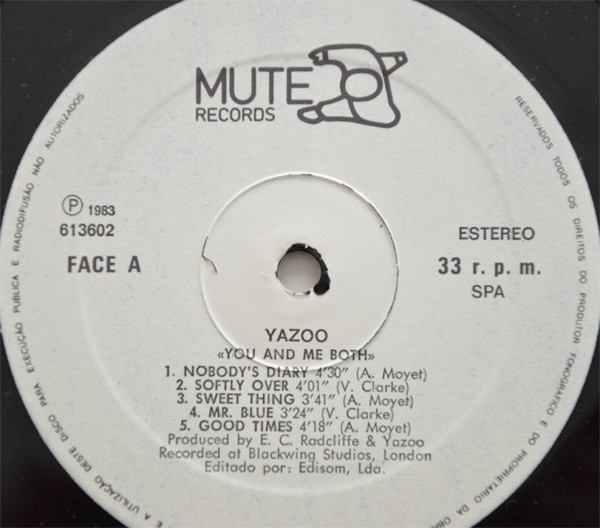 MUTE
RECORDS
RESERVADOS TODOS OS DIREITOS DO PRODUTOR FONOGRÁFICO E DO PROPRIETÁRIO DA OBRA
E A UTILIZAÇÃO DESTE DISCO PARA EXECUÇÃO PÚBLICA E RADIODIFUSÃO NÃO AUTORIZADOS
Ⓟ 1983
613602
FACE A
ESTEREO
33 r. p. m.
SPA
YAZOO
«YOU AND ME BOTH»
1. NOBODY'S DIARY 4'30" (A. Moyet)
2. SOFTLY OVER 4'01" (V. Clarke)
3. SWEET THING 3'41" (A. Moyet)
4. MR. BLUE 3'24" (V. Clarke)
5. GOOD TIMES 4'18" (A. Moyet)
Produced by E. C. Radcliffe & Yazoo
Recorded at Blackwing Studios, London
Editado por: Edisom, Lda.